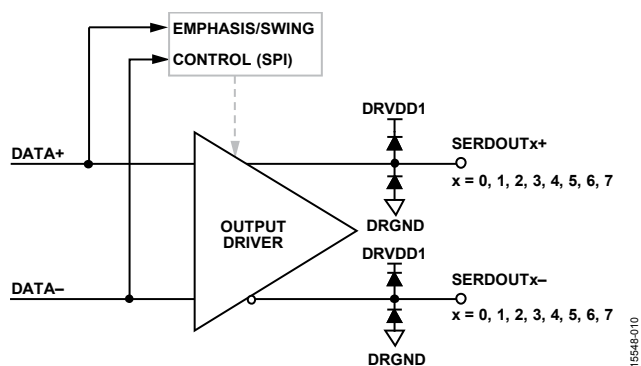 EMPHASIS/SWING
CONTROL (SPI)
DRVDD1
DATA+
SERDOUTx+
x = 0, 1, 2, 3, 4, 5, 6, 7
OUTPUT
DRIVER
DRGND
DRVDD1
DATA–
SERDOUTx–
x = 0, 1, 2, 3, 4, 5, 6, 7
DRGND
15548-010